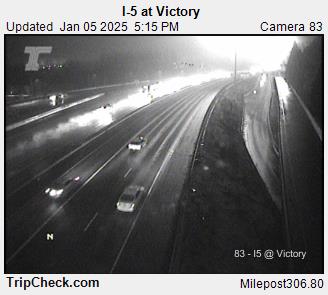 I-5 at Victory
Updated Jan 05 2025 5:15 PM Camera 83
N
83 - I5 @ Victory
TripCheck.com Milepost306.80